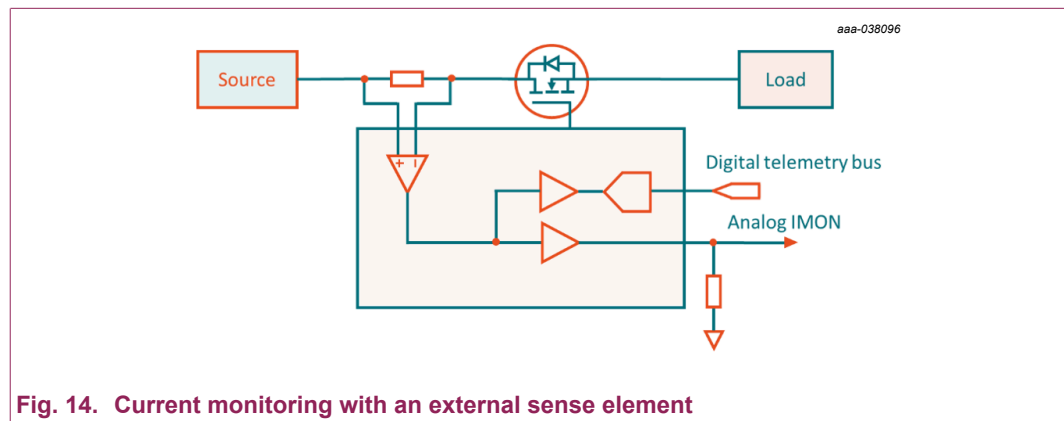 aaa-038096
Source
Load
+ −
Digital telemetry bus
Analog IMON
Fig. 14. Current monitoring with an external sense element